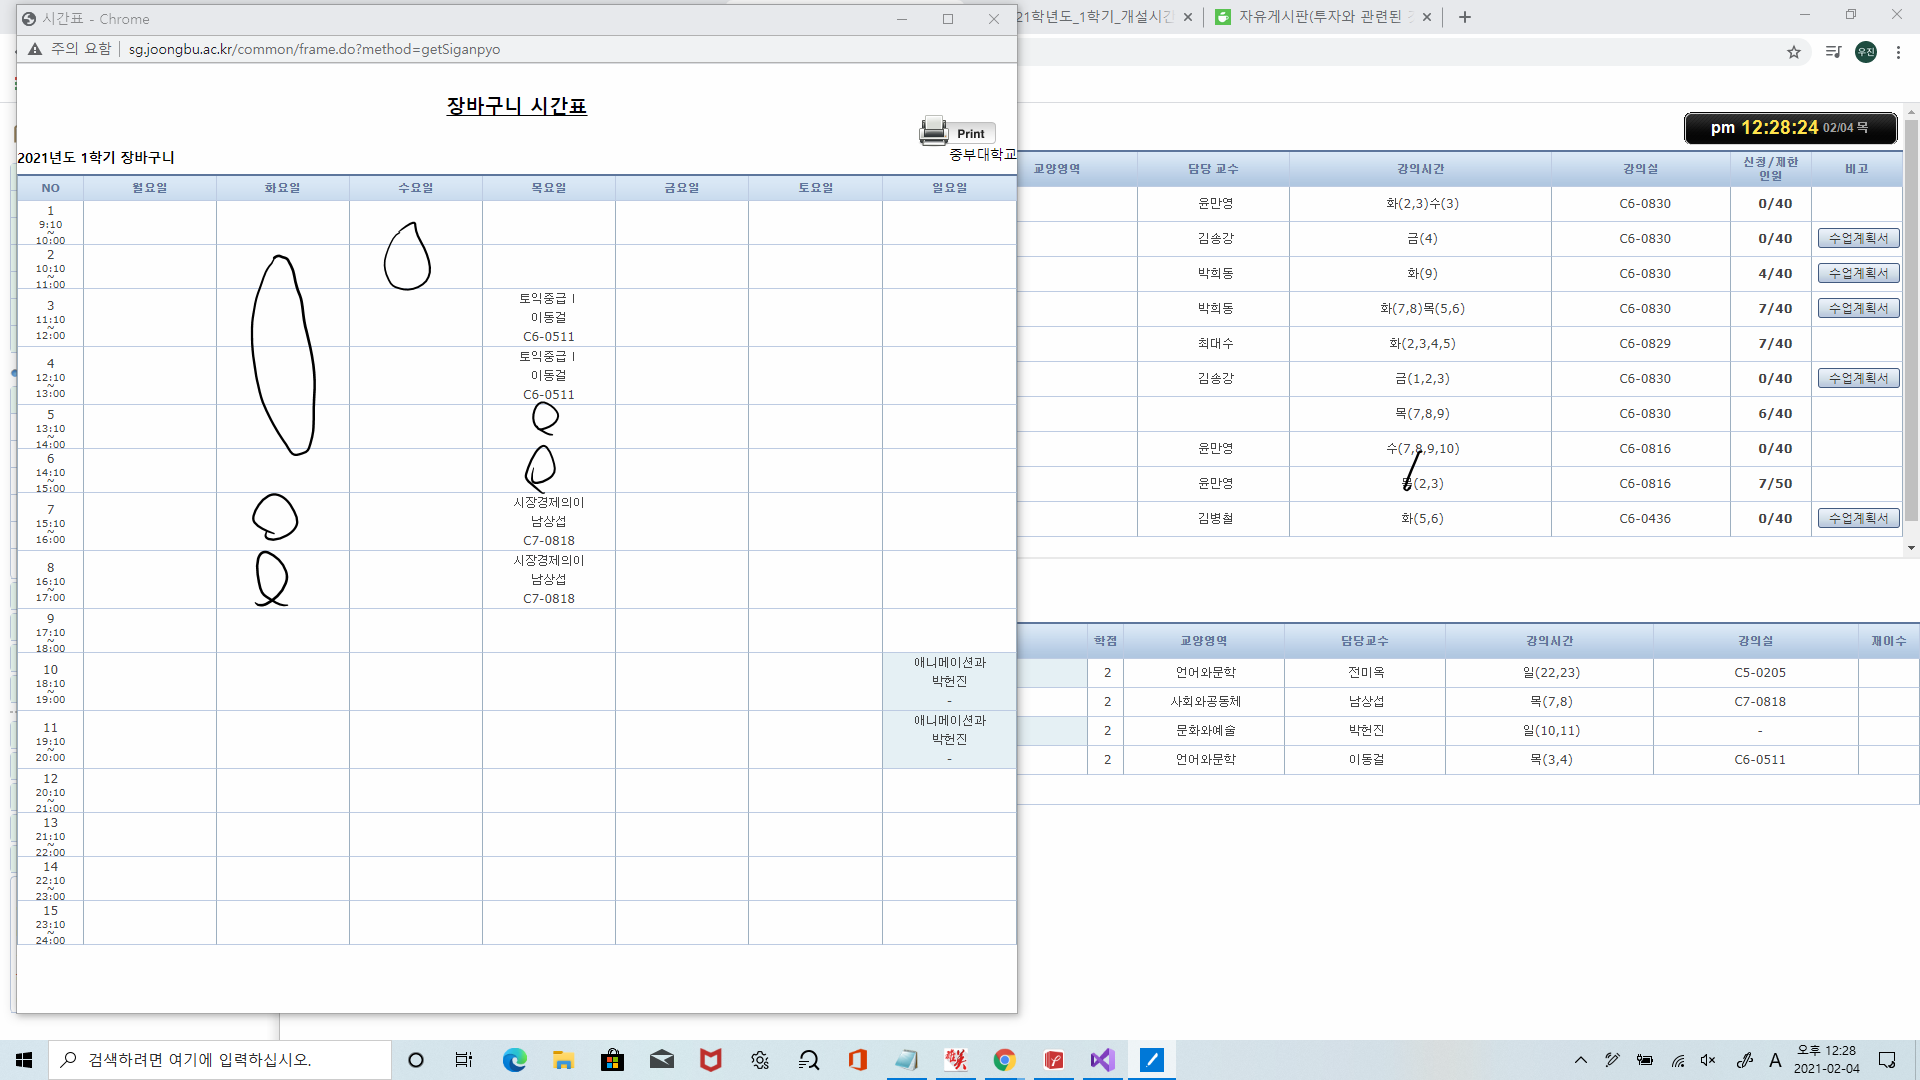 시간표 - Chrome
21학년도_1학기_개설시간
자유게시판(투자와 관련된
주의 요함
sg.joongbu.ac.kr/common/frame.do?method=getSiganpyo
우진
장바구니 시간표
Print
2021년도 1학기 장바구니
중부대학교
NO 월요일 화요일 수요일 목요일 금요일 토요일 일요일
1
9:10
~
10:00
2
10:10
~
11:00
3
11:10
~
12:00
토익중급Ⅰ
이동걸
C6-0511
4
12:10
~
13:00
토익중급Ⅰ
이동걸
C6-0511
5
13:10
~
14:00
6
14:10
~
15:00
7
15:10
~
16:00
시장경제의이
남상섭
C7-0818
8
16:10
~
17:00
시장경제의이
남상섭
C7-0818
9
17:10
~
18:00
10
18:10
~
19:00
애니메이션과
박헌진
-
11
19:10
~
20:00
애니메이션과
박헌진
-
12
20:10
~
21:00
13
21:10
~
22:00
14
22:10
~
23:00
15
23:10
~
24:00
pm 12:28:24 02/04 목
교양영역 담당 교수 강의시간 강의실 신청/제한 인원 비고
윤만영 화(2,3)수(3) C6-0830 0/40
김송강 금(4) C6-0830 0/40 수업계획서
박희동 화(9) C6-0830 4/40 수업계획서
박희동 화(7,8)목(5,6) C6-0830 7/40 수업계획서
최대수 화(2,3,4,5) C6-0829 7/40
김송강 금(1,2,3) C6-0830 0/40 수업계획서
목(7,8,9) C6-0830 6/40
윤만영 수(7,8,9,10) C6-0816 0/40
윤만영 (2,3) C6-0816 7/50
김병철 화(5,6) C6-0436 0/40 수업계획서
학점 교양영역 담당교수 강의시간 강의실 재이수
2 언어와문학 전미옥 일(22,23) C5-0205
2 사회와공동체 남상섭 목(7,8) C7-0818
2 문화와예술 박헌진 일(10,11) -
2 언어와문학 이동걸 목(3,4) C6-0511
검색하려면 여기에 입력하십시오.
A
오후 12:28
2021-02-04